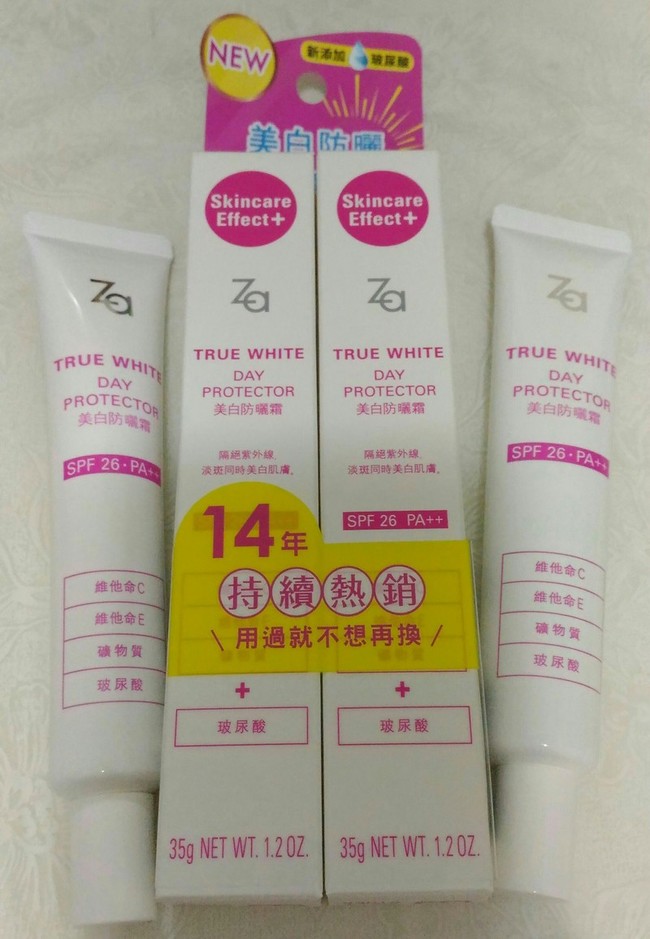 NEW
新添加 玻尿酸
美白防曬
Skincare
Effect+
Za
TRUE WHITE
DAY
PROTECTOR
美白防曬霜
隔絕紫外線,
淡斑同時美白肌膚。
Skincare
Effect+
Za
TRUE WHITE
DAY
PROTECTOR
美白防曬霜
隔絕紫外線,
淡斑同時美白肌膚。
SPF 26 PA++
14年
持續熱銷
\ 用過就不想再換 /
+
玻尿酸
35g NET WT. 1.2 OZ.
+
玻尿酸
35g NET WT. 1.2 OZ.
Za
TRUE WHITE
DAY
PROTECTOR
美白防曬霜
SPF 26・PA++
維他命C
維他命E
礦物質
玻尿酸
Za
TRUE WHITE
DAY
PROTECTOR
美白防曬霜
SPF 26・PA++
維他命C
維他命E
礦物質
玻尿酸